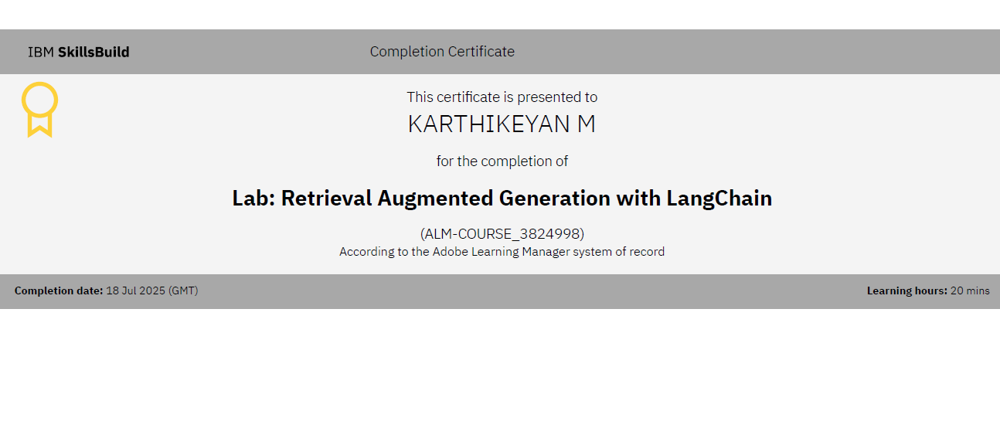 IBM SkillsBuild
Completion Certificate
This certificate is presented to
KARTHIKEYAN M
for the completion of
Lab: Retrieval Augmented Generation with LangChain
(ALM-COURSE_3824998)
According to the Adobe Learning Manager system of record
Completion date: 18 Jul 2025 (GMT)
Learning hours: 20 mins